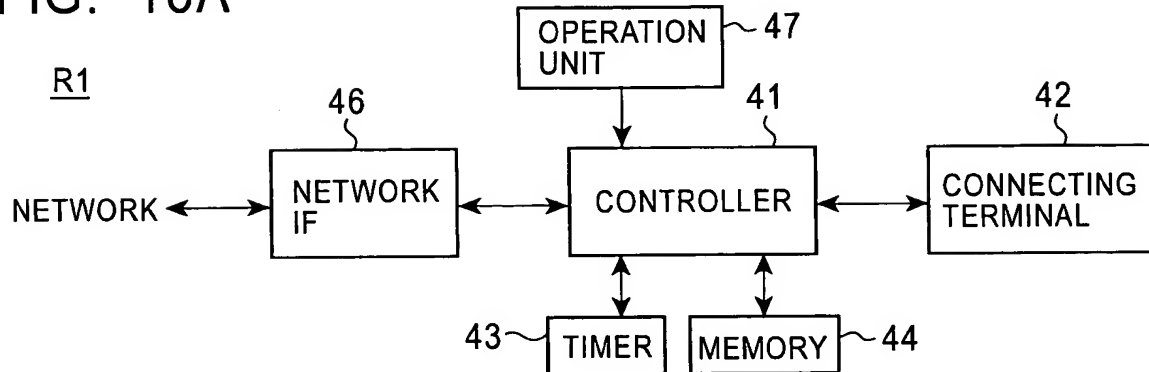 FIG. 10A
R1
OPERATION
UNIT
47
46
41
42
NETWORK
NETWORK
IF
CONTROLLER
CONNECTING
TERMINAL
43
TIMER
MEMORY
44